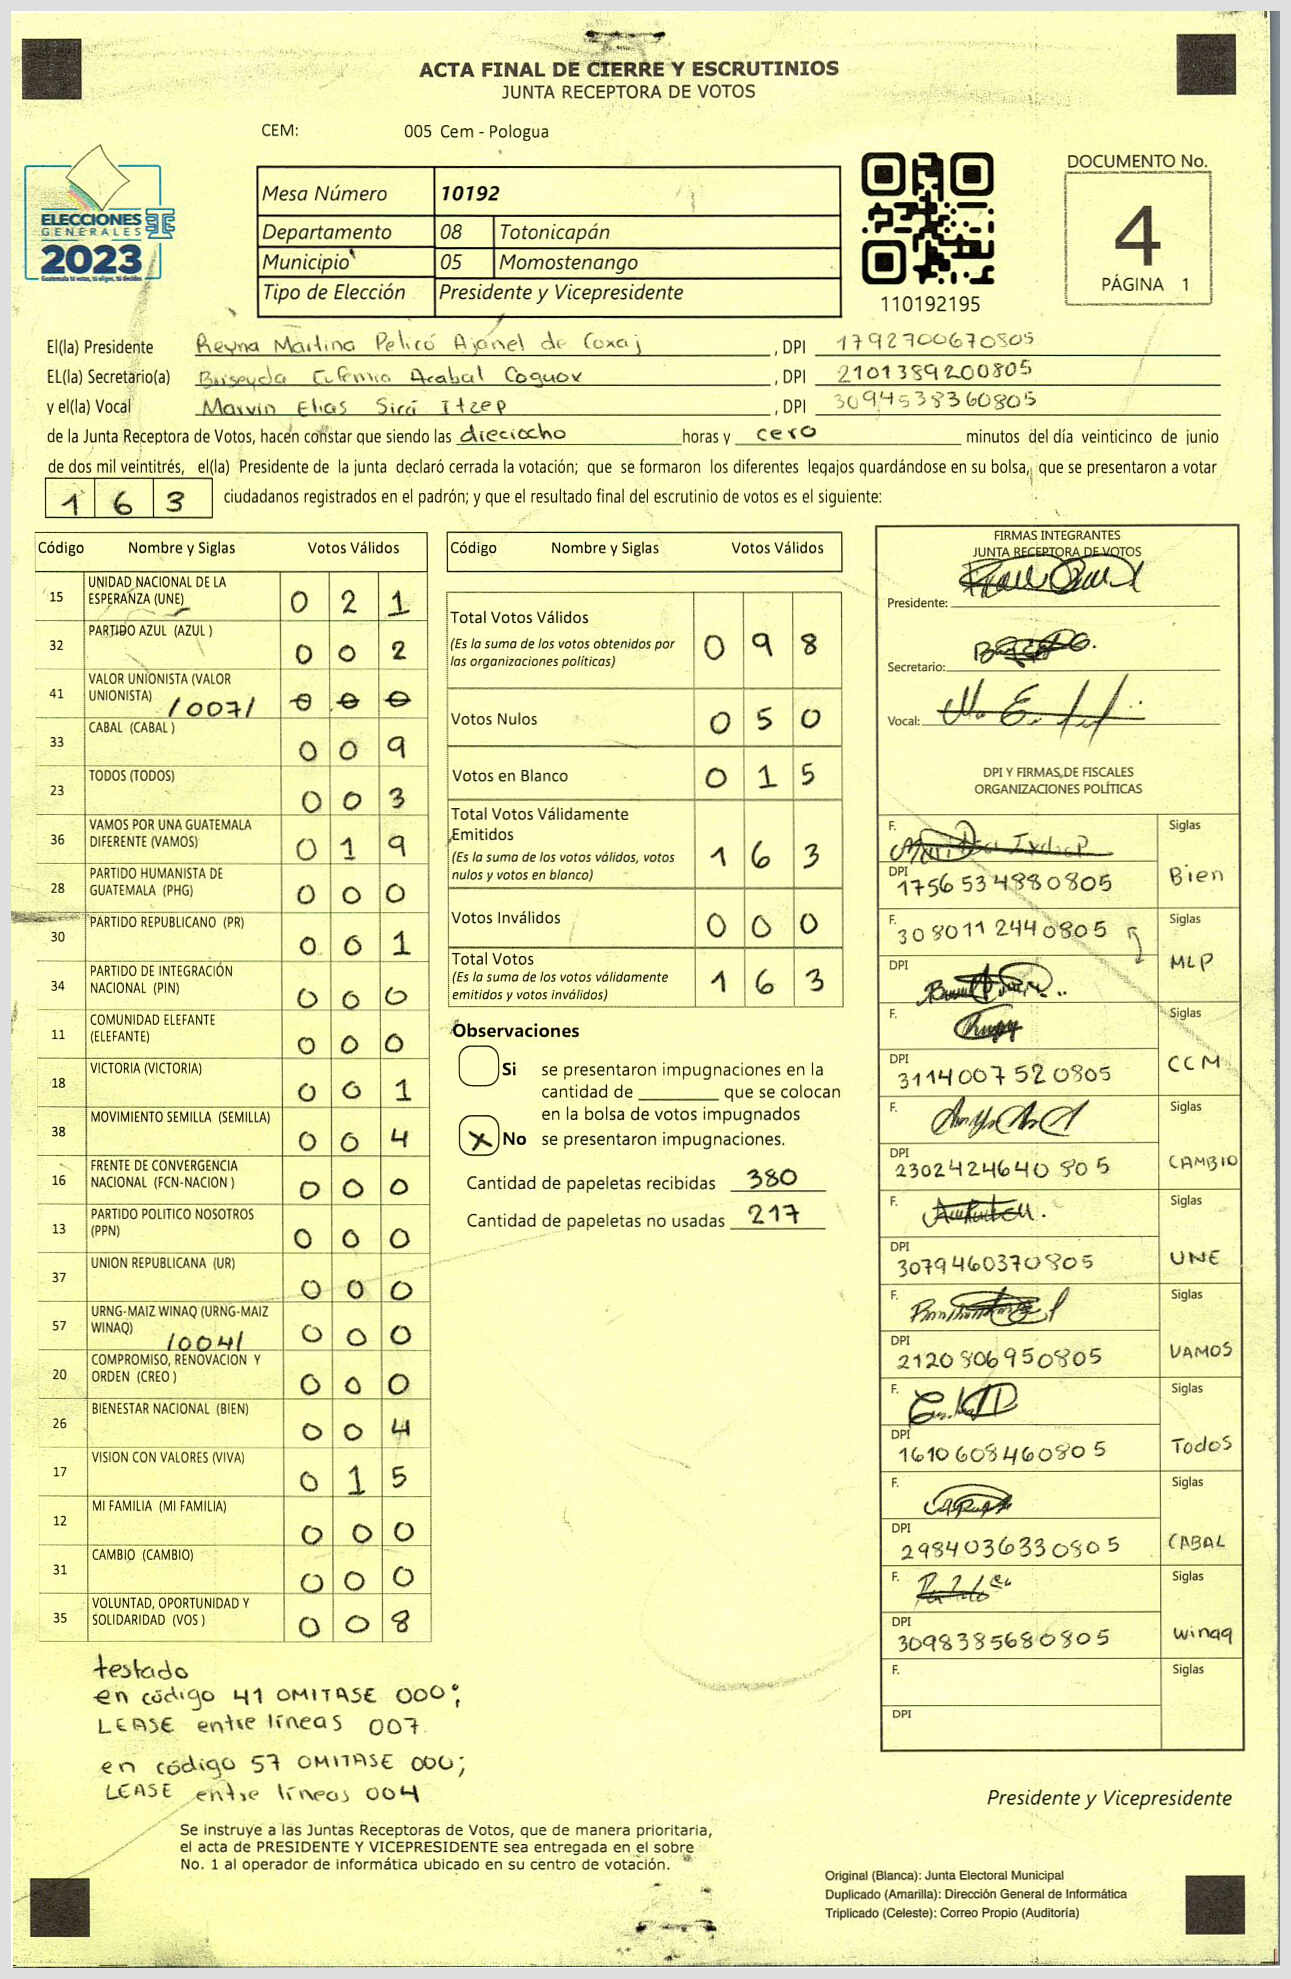 ACTA FINAL DE CIERRE Y ESCRUTINIOS
JUNTA RECEPTORA DE VOTOS
CEM: 005 Cem - Pologua
ELECCIONES
GENERALES
2023
Guatemala tú votas, tú eliges, tú decides
Mesa Número 10192
Departamento 08 Totonicapán
Municipio 05 Momostenango
Tipo de Elección Presidente y Vicepresidente
110192195
DOCUMENTO No.
4
PÁGINA 1
El(la) Presidente Reyna Martina Pelicó Ajanel de Coxaj , DPI 1792700670805
EL(la) Secretario(a) Briseyda Eufemia Acabal Coguox , DPI 2101389200805
y el(la) Vocal Marvin Elias Sicá Itzep , DPI 3094538360805
de la Junta Receptora de Votos, hacen constar que siendo las dieciocho horas y cero minutos del día veinticinco de junio
de dos mil veintitrés, el(la) Presidente de la junta declaró cerrada la votación; que se formaron los diferentes legajos guardándose en su bolsa, que se presentaron a votar
1 6 3 ciudadanos registrados en el padrón; y que el resultado final del escrutinio de votos es el siguiente:
Código Nombre y Siglas Votos Válidos
15 UNIDAD NACIONAL DE LA ESPERANZA (UNE) 0 2 1
32 PARTIDO AZUL (AZUL ) 0 0 2
41 VALOR UNIONISTA (VALOR UNIONISTA) /007/ 0 0 0
33 CABAL (CABAL ) 0 0 9
23 TODOS (TODOS) 0 0 3
36 VAMOS POR UNA GUATEMALA DIFERENTE (VAMOS) 0 1 9
28 PARTIDO HUMANISTA DE GUATEMALA (PHG) 0 0 0
30 PARTIDO REPUBLICANO (PR) 0 0 1
34 PARTIDO DE INTEGRACIÓN NACIONAL (PIN) 0 0 0
11 COMUNIDAD ELEFANTE (ELEFANTE) 0 0 0
18 VICTORIA (VICTORIA) 0 0 1
38 MOVIMIENTO SEMILLA (SEMILLA) 0 0 4
16 FRENTE DE CONVERGENCIA NACIONAL (FCN-NACION ) 0 0 0
13 PARTIDO POLITICO NOSOTROS (PPN) 0 0 0
37 UNION REPUBLICANA (UR) 0 0 0
57 URNG-MAIZ WINAQ (URNG-MAIZ WINAQ) /004/ 0 0 0
20 COMPROMISO, RENOVACION Y ORDEN (CREO ) 0 0 0
26 BIENESTAR NACIONAL (BIEN) 0 0 4
17 VISION CON VALORES (VIVA) 0 1 5
12 MI FAMILIA (MI FAMILIA) 0 0 0
31 CAMBIO (CAMBIO) 0 0 0
35 VOLUNTAD, OPORTUNIDAD Y SOLIDARIDAD (VOS ) 0 0 8
testado
en código 41 OMITASE 000;
LEASE entre líneas 007.
en código 57 OMITASE 000;
LEASE entre líneas 004
Código Nombre y Siglas Votos Válidos
Total Votos Válidos 0 9 8
(Es la suma de los votos obtenidos por
las organizaciones políticas)
Votos Nulos 0 5 0
Votos en Blanco 0 1 5
Total Votos Válidamente
Emitidos 1 6 3
(Es la suma de los votos válidos, votos
nulos y votos en blanco)
Votos Inválidos 0 0 0
Total Votos 1 6 3
(Es la suma de los votos válidamente
emitidos y votos inválidos)
Observaciones
Si se presentaron impugnaciones en la
cantidad de ________ que se colocan
en la bolsa de votos impugnados
X No se presentaron impugnaciones.
Cantidad de papeletas recibidas 380
Cantidad de papeletas no usadas 217
FIRMAS INTEGRANTES
JUNTA RECEPTORA DE VOTOS
Presidente:
Secretario:
Vocal:
DPI Y FIRMAS DE FISCALES
ORGANIZACIONES POLÍTICAS
F. Siglas
DPI 1756534880805 Bien
F. 3080112440805 Siglas
DPI MLP
F. Siglas
DPI 3114007520805 CCM
F. Siglas
DPI 2302424640805 CAMBIO
F. Siglas
DPI 3079460370805 UNE
F. Siglas
DPI 2120806950805 VAMOS
F. Siglas
DPI 1610608460805 Todos
F. Siglas
DPI 2984036330805 CABAL
F. Siglas
DPI 3098385680805 winaq
F. Siglas
DPI
Presidente y Vicepresidente
Se instruye a las Juntas Receptoras de Votos, que de manera prioritaria,
el acta de PRESIDENTE Y VICEPRESIDENTE sea entregada en el sobre
No. 1 al operador de informática ubicado en su centro de votación.
Original (Blanca): Junta Electoral Municipal
Duplicado (Amarilla): Dirección General de Informática
Triplicado (Celeste): Correo Propio (Auditoría)